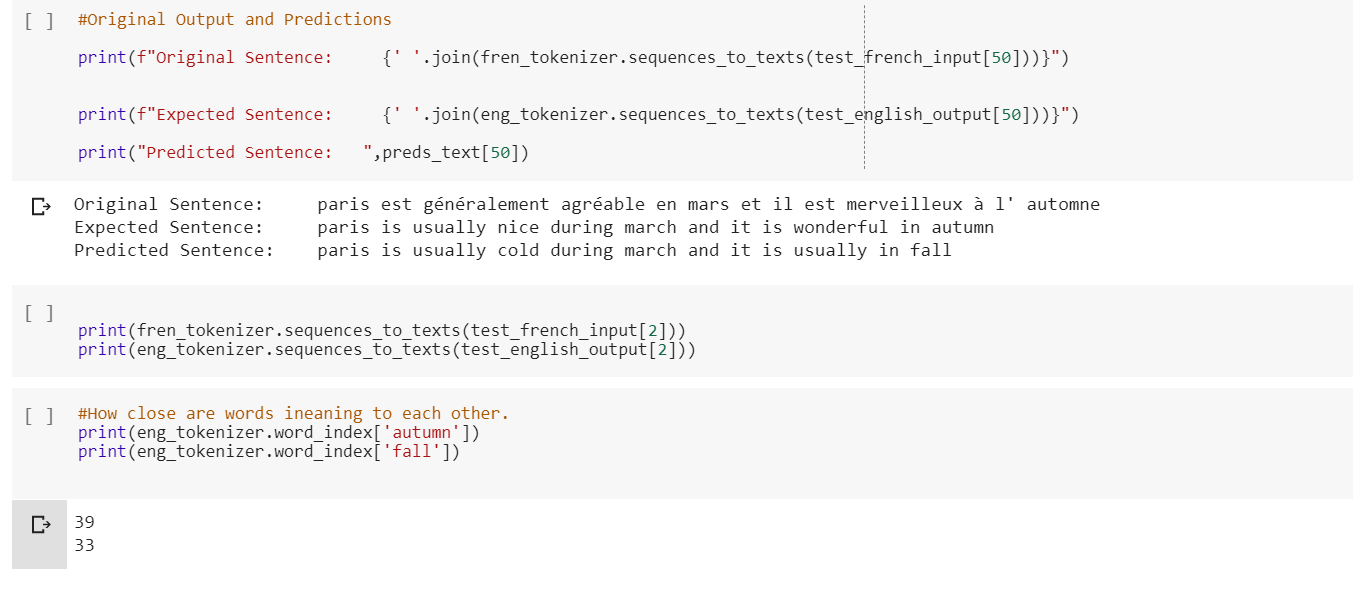 [ ] #Original Output and Predictions
print(f"Original Sentence:     {' '.join(fren_tokenizer.sequences_to_texts(test_french_input[50]))}")
print(f"Expected Sentence:     {' '.join(eng_tokenizer.sequences_to_texts(test_english_output[50]))}")
print("Predicted Sentence:   ",preds_text[50])
Original Sentence:     paris est généralement agréable en mars et il est merveilleux à l' automne
Expected Sentence:     paris is usually nice during march and it is wonderful in autumn
Predicted Sentence:    paris is usually cold during march and it is usually in fall
[ ]
print(fren_tokenizer.sequences_to_texts(test_french_input[2]))
print(eng_tokenizer.sequences_to_texts(test_english_output[2]))
[ ] #How close are words ineaning to each other.
print(eng_tokenizer.word_index['autumn'])
print(eng_tokenizer.word_index['fall'])
39
33